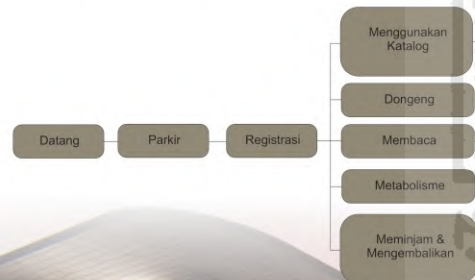 Menggunakan
Katalog
Dongeng
Datang
Parkir
Registrasi
Membaca
Metabolisme
Meminjam &
Mengembalikan